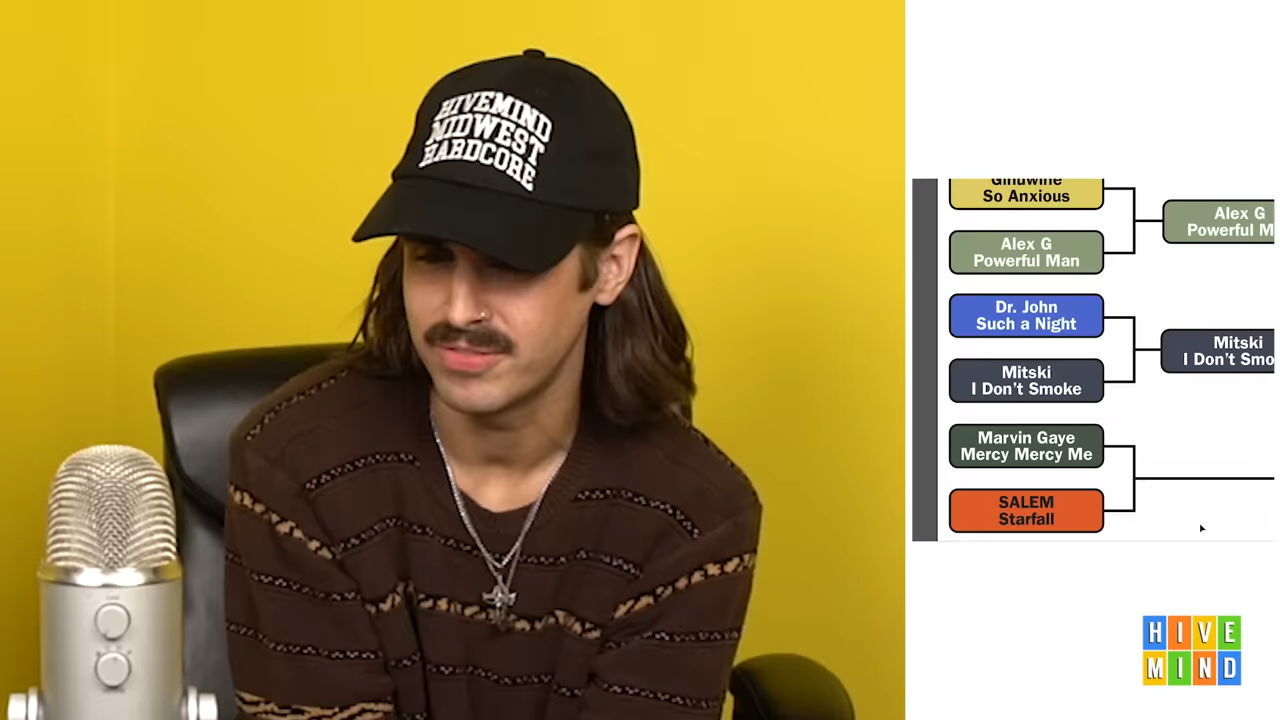 HIVEMIND
MIDWEST
HARDCORE
Ginuwine
So Anxious
Alex G
Powerful Man
Dr. John
Such a Night
Mitski
I Don't Smoke
Marvin Gaye
Mercy Mercy Me
SALEM
Starfall
Alex G
Powerful M
Mitski
I Don't Smo
HIVE
MIND